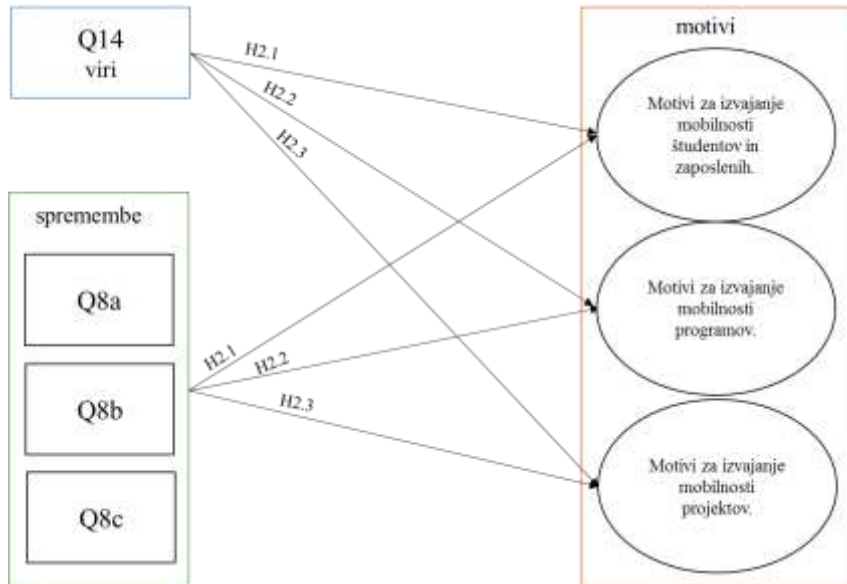 Q14
viri
spremembe
Q8a
Q8b
Q8c
H2.1
H2.2
H2.3
H2.1
H2.2
H2.3
motivi
Motivi za izvajanje
mobilnosti
študentov in
zaposlenih.
Motivi za izvajanje
mobilnosti
programov.
Motivi za izvajanje
mobilnosti
projektov.